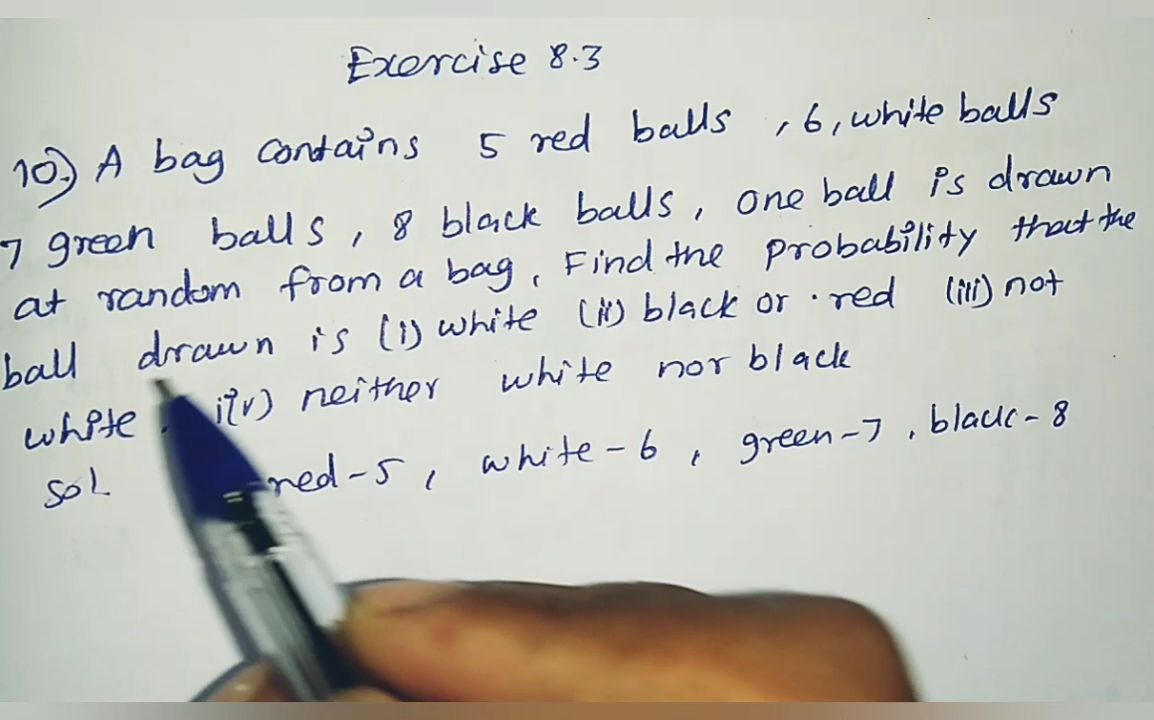 Exercise 8.3
10.) A bag contains 5 red balls , 6, white balls
7 green balls , 8 black balls , one ball is drawn
at random from a bag . Find the probability that the
ball drawn is (i) white (ii) black or . red (iii) not
white . i(v) neither white nor black
sol red-5 , white-6 , green-7 , black-8